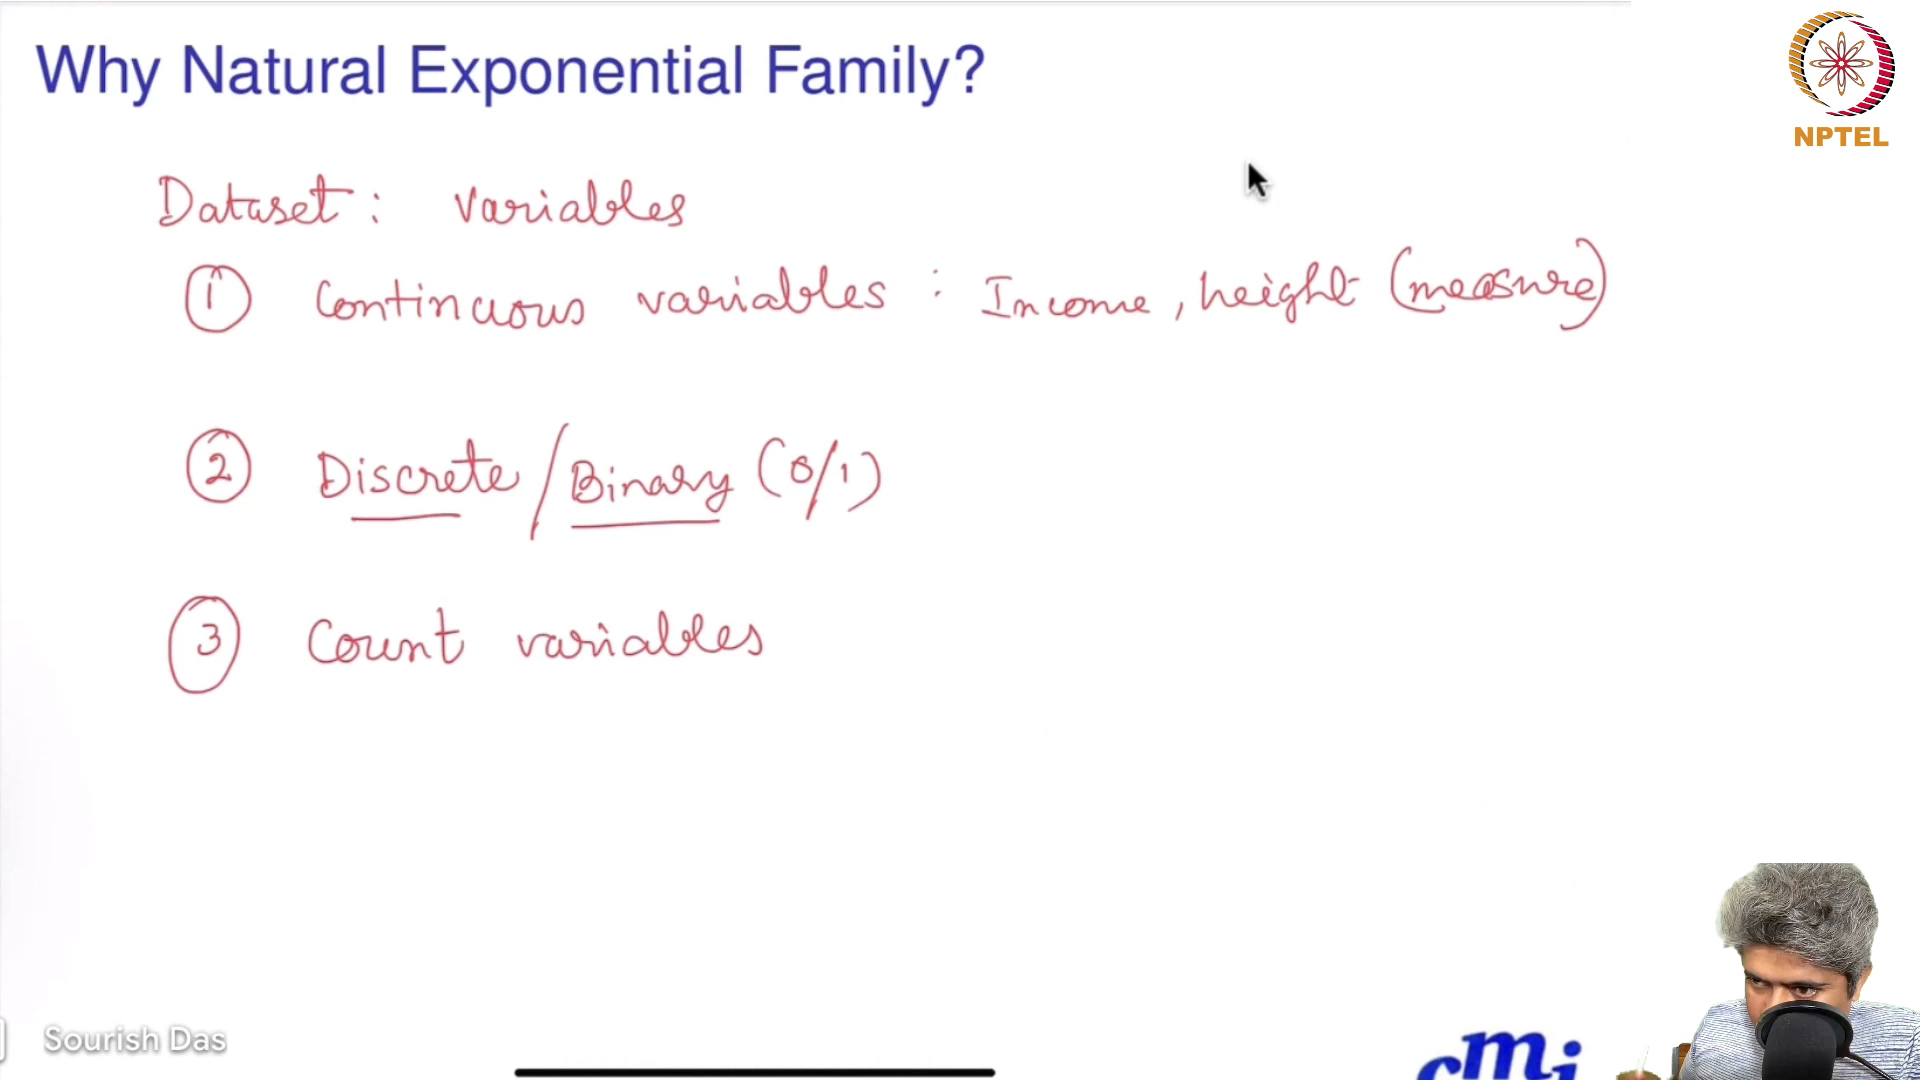 Why Natural Exponential Family?
NPTEL
Dataset : Variables
1 Continuous variables : Income, height (measure)
2 Discrete / Binary (0/1)
3 Count variables
Sourish Das
cmi